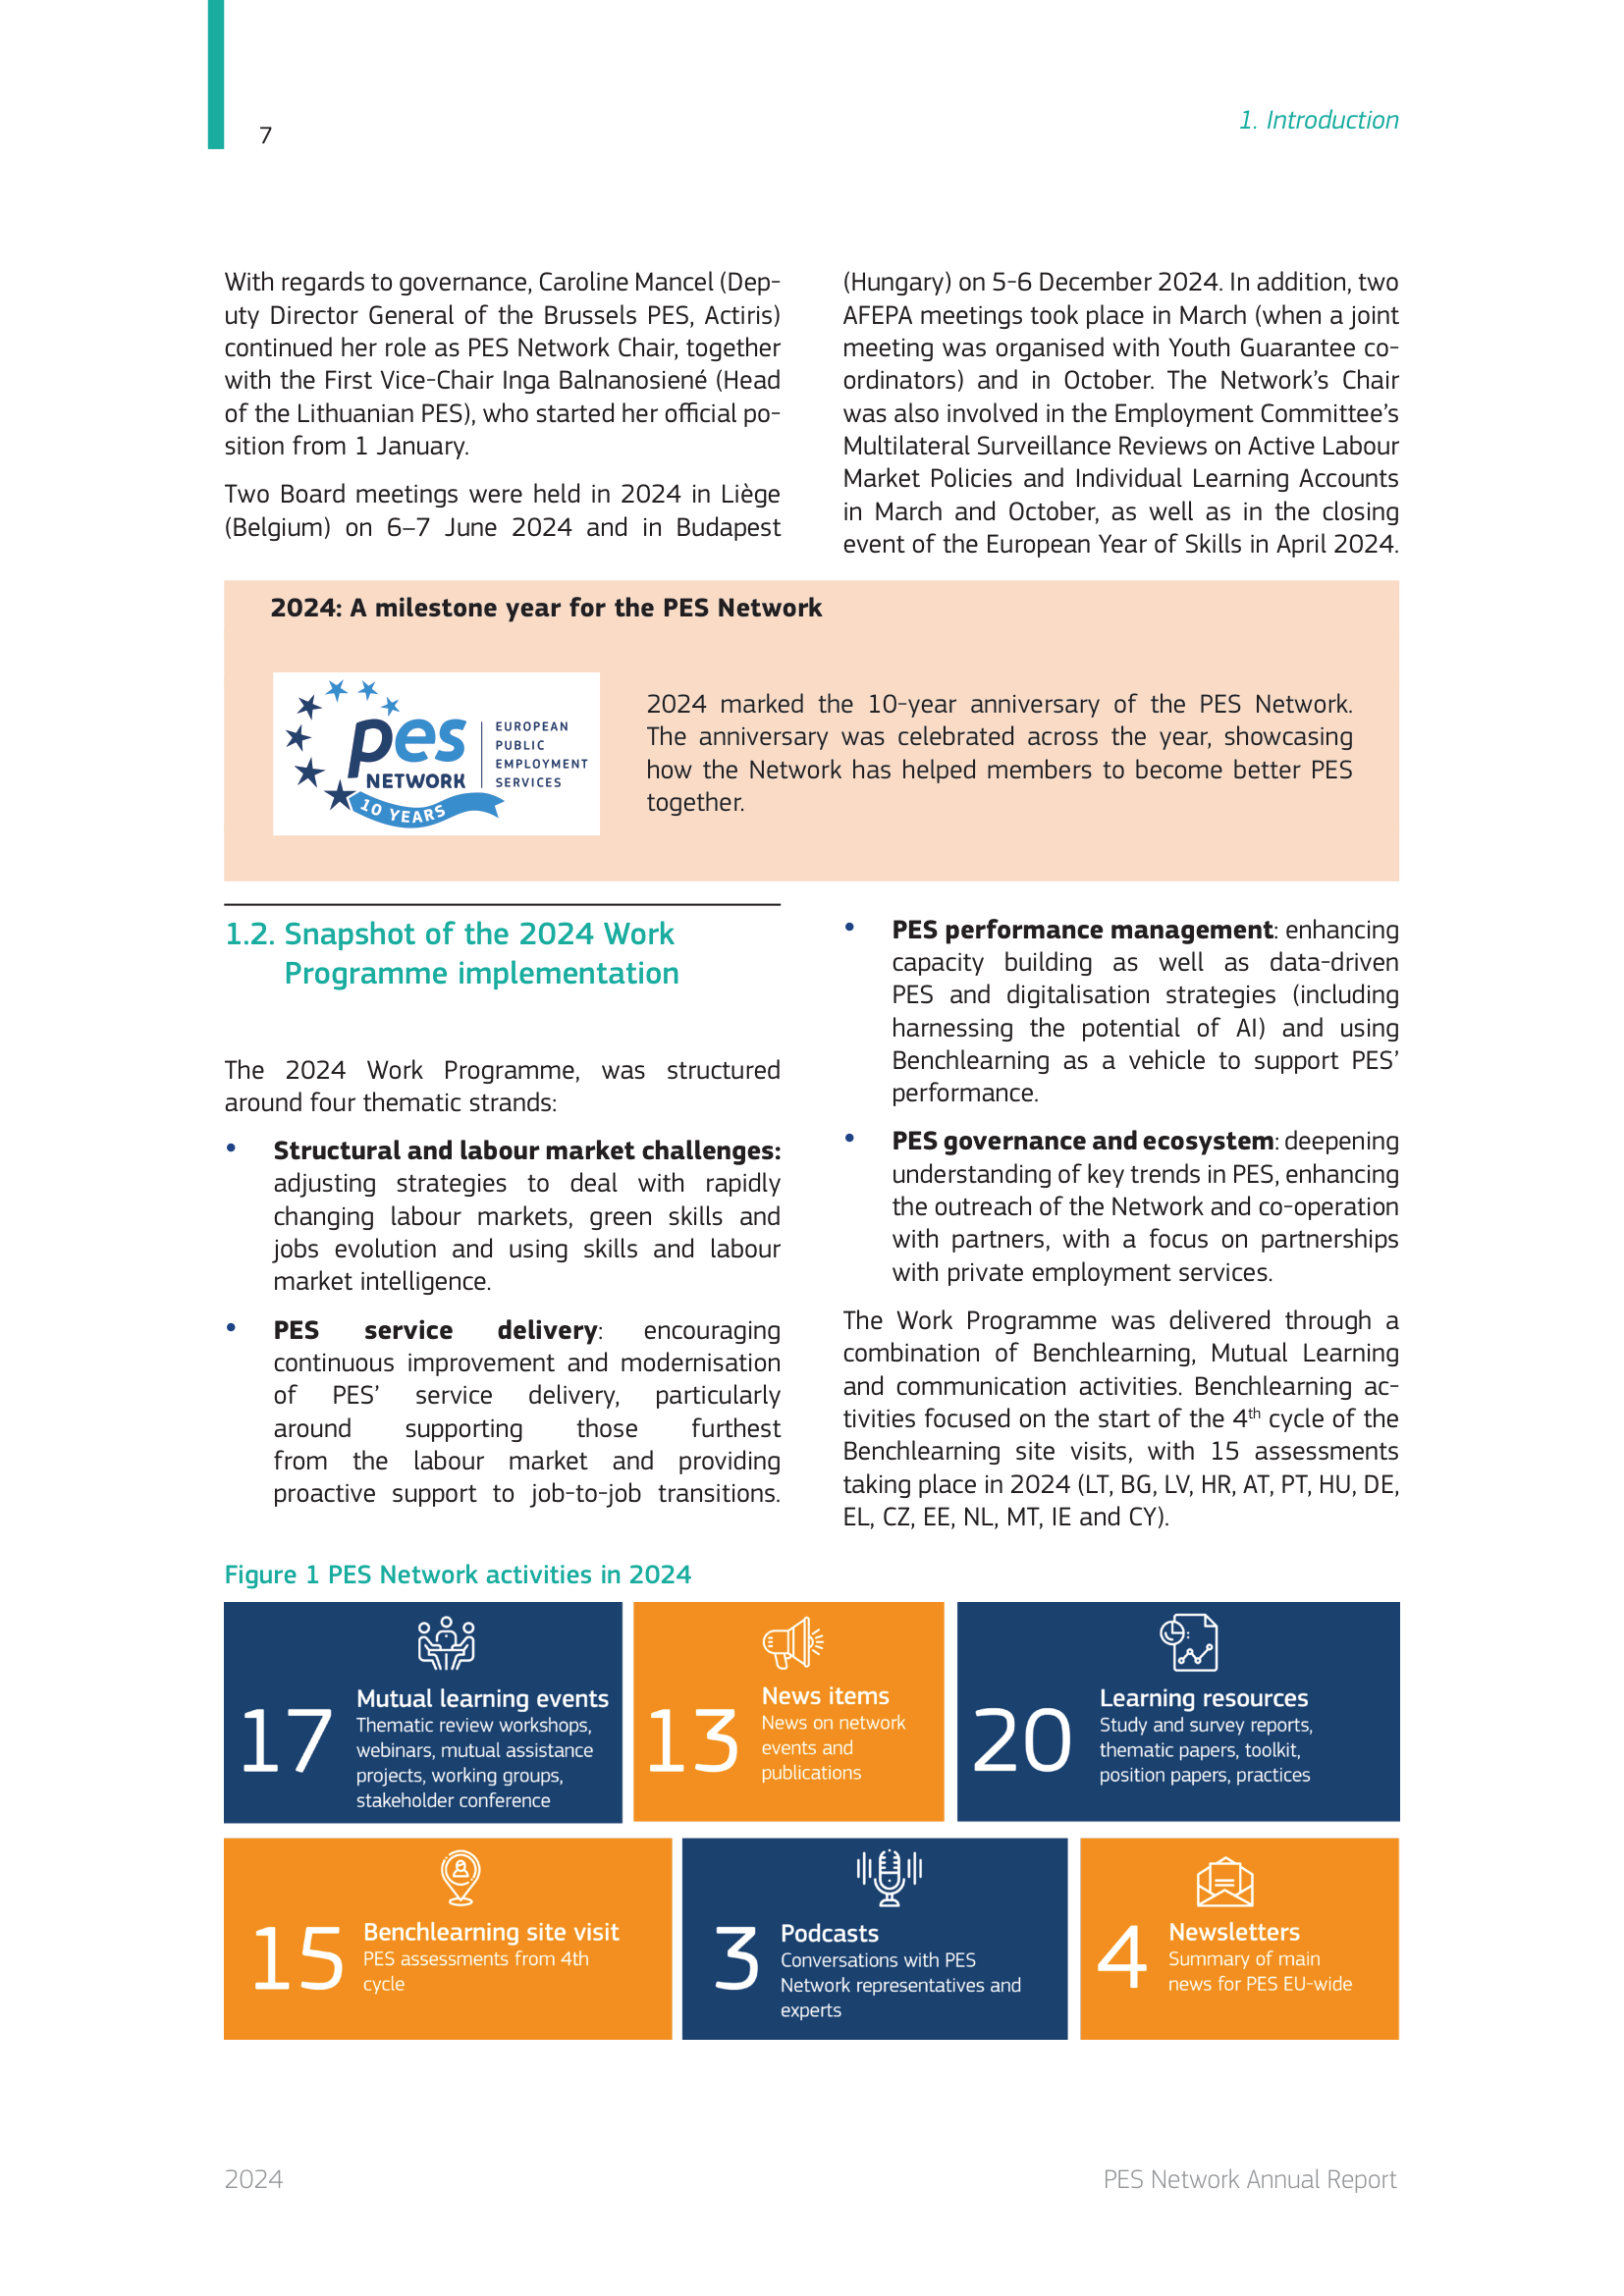 7
1. Introduction
With regards to governance, Caroline Mancel (Dep-
uty Director General of the Brussels PES, Actiris)
continued her role as PES Network Chair, together
with the First Vice-Chair Inga Balnanosiené (Head
of the Lithuanian PES), who started her official po-
sition from 1 January.
Two Board meetings were held in 2024 in Liège
(Belgium) on 6–7 June 2024 and in Budapest
(Hungary) on 5-6 December 2024. In addition, two
AFEPA meetings took place in March (when a joint
meeting was organised with Youth Guarantee co-
ordinators) and in October. The Network’s Chair
was also involved in the Employment Committee’s
Multilateral Surveillance Reviews on Active Labour
Market Policies and Individual Learning Accounts
in March and October, as well as in the closing
event of the European Year of Skills in April 2024.
2024: A milestone year for the PES Network
pes
NETWORK
10 YEARS
EUROPEAN
PUBLIC
EMPLOYMENT
SERVICES
2024 marked the 10-year anniversary of the PES Network.
The anniversary was celebrated across the year, showcasing
how the Network has helped members to become better PES
together.
1.2. Snapshot of the 2024 Work
Programme implementation
The 2024 Work Programme, was structured
around four thematic strands:
• Structural and labour market challenges:
adjusting strategies to deal with rapidly
changing labour markets, green skills and
jobs evolution and using skills and labour
market intelligence.
• PES service delivery: encouraging
continuous improvement and modernisation
of PES’ service delivery, particularly
around supporting those furthest
from the labour market and providing
proactive support to job-to-job transitions.
• PES performance management: enhancing
capacity building as well as data-driven
PES and digitalisation strategies (including
harnessing the potential of AI) and using
Benchlearning as a vehicle to support PES’
performance.
• PES governance and ecosystem: deepening
understanding of key trends in PES, enhancing
the outreach of the Network and co-operation
with partners, with a focus on partnerships
with private employment services.
The Work Programme was delivered through a
combination of Benchlearning, Mutual Learning
and communication activities. Benchlearning ac-
tivities focused on the start of the 4th cycle of the
Benchlearning site visits, with 15 assessments
taking place in 2024 (LT, BG, LV, HR, AT, PT, HU, DE,
EL, CZ, EE, NL, MT, IE and CY).
Figure 1 PES Network activities in 2024
17
Mutual learning events
Thematic review workshops,
webinars, mutual assistance
projects, working groups,
stakeholder conference
13
News items
News on network
events and
publications
20
Learning resources
Study and survey reports,
thematic papers, toolkit,
position papers, practices
15
Benchlearning site visit
PES assessments from 4th
cycle
3
Podcasts
Conversations with PES
Network representatives and
experts
4
Newsletters
Summary of main
news for PES EU-wide
2024
PES Network Annual Report